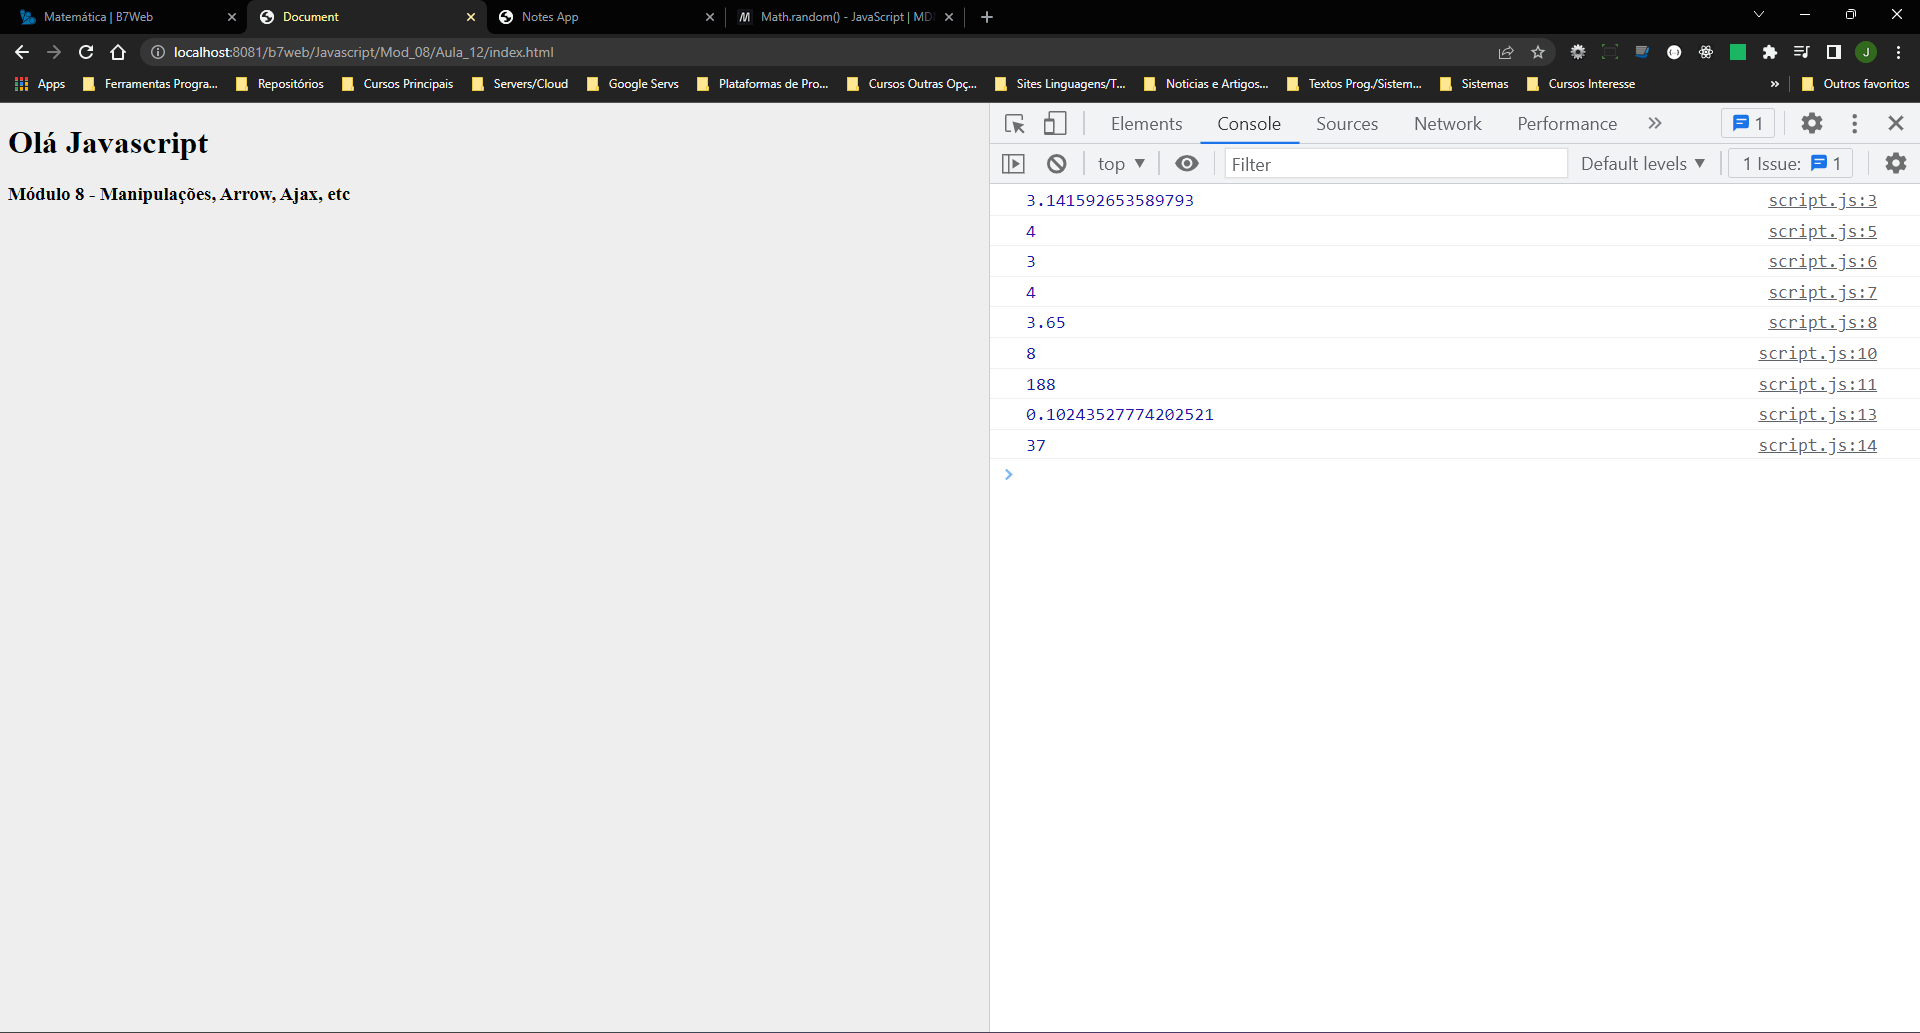 Matemática | B7Web
Document
Notes App
Math.random() - JavaScript | MD
localhost:8081/b7web/Javascript/Mod_08/Aula_12/index.html
J
Apps
Ferramentas Progra...
Repositórios
Cursos Principais
Servers/Cloud
Google Servs
Plataformas de Pro...
Cursos Outras Opç...
Sites Linguagens/T...
Noticias e Artigos...
Textos Prog./Sistem...
Sistemas
Cursos Interesse
»
Outros favoritos
Olá Javascript
Módulo 8 - Manipulações, Arrow, Ajax, etc
Elements
Console
Sources
Network
Performance
1
top
Filter
Default levels
1 Issue: 1
3.141592653589793 script.js:3
4 script.js:5
3 script.js:6
4 script.js:7
3.65 script.js:8
8 script.js:10
188 script.js:11
0.10243527774202521 script.js:13
37 script.js:14